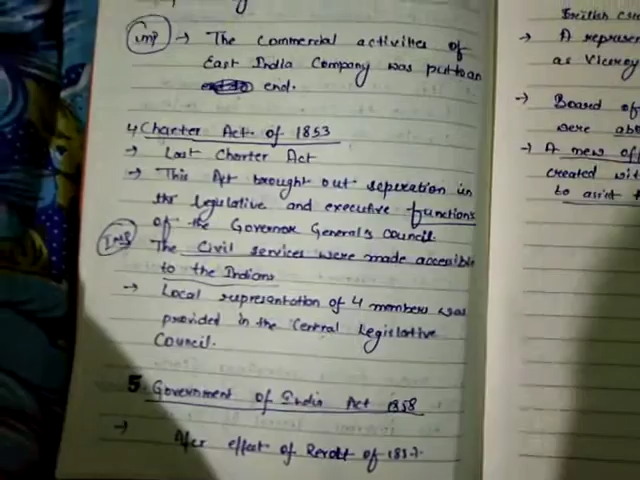 Imp → The commercial activities of
East India Company was put to an
end.
4 Charter Act of 1853
→ Last Charter Act
→ This Act brought out seperation in
the legislative and executive functions
of the Governor General's council.
Imp The Civil services were made accessible
to the Indians
→ Local representation of 4 members was
provided in the Central Legislative
Council.
5. Government of India Act 1858
→ After effect of Revolt of 1857
British
→ A represen
as Viceroy
→ Board of
were abo
→ A new off
created wit
to assist